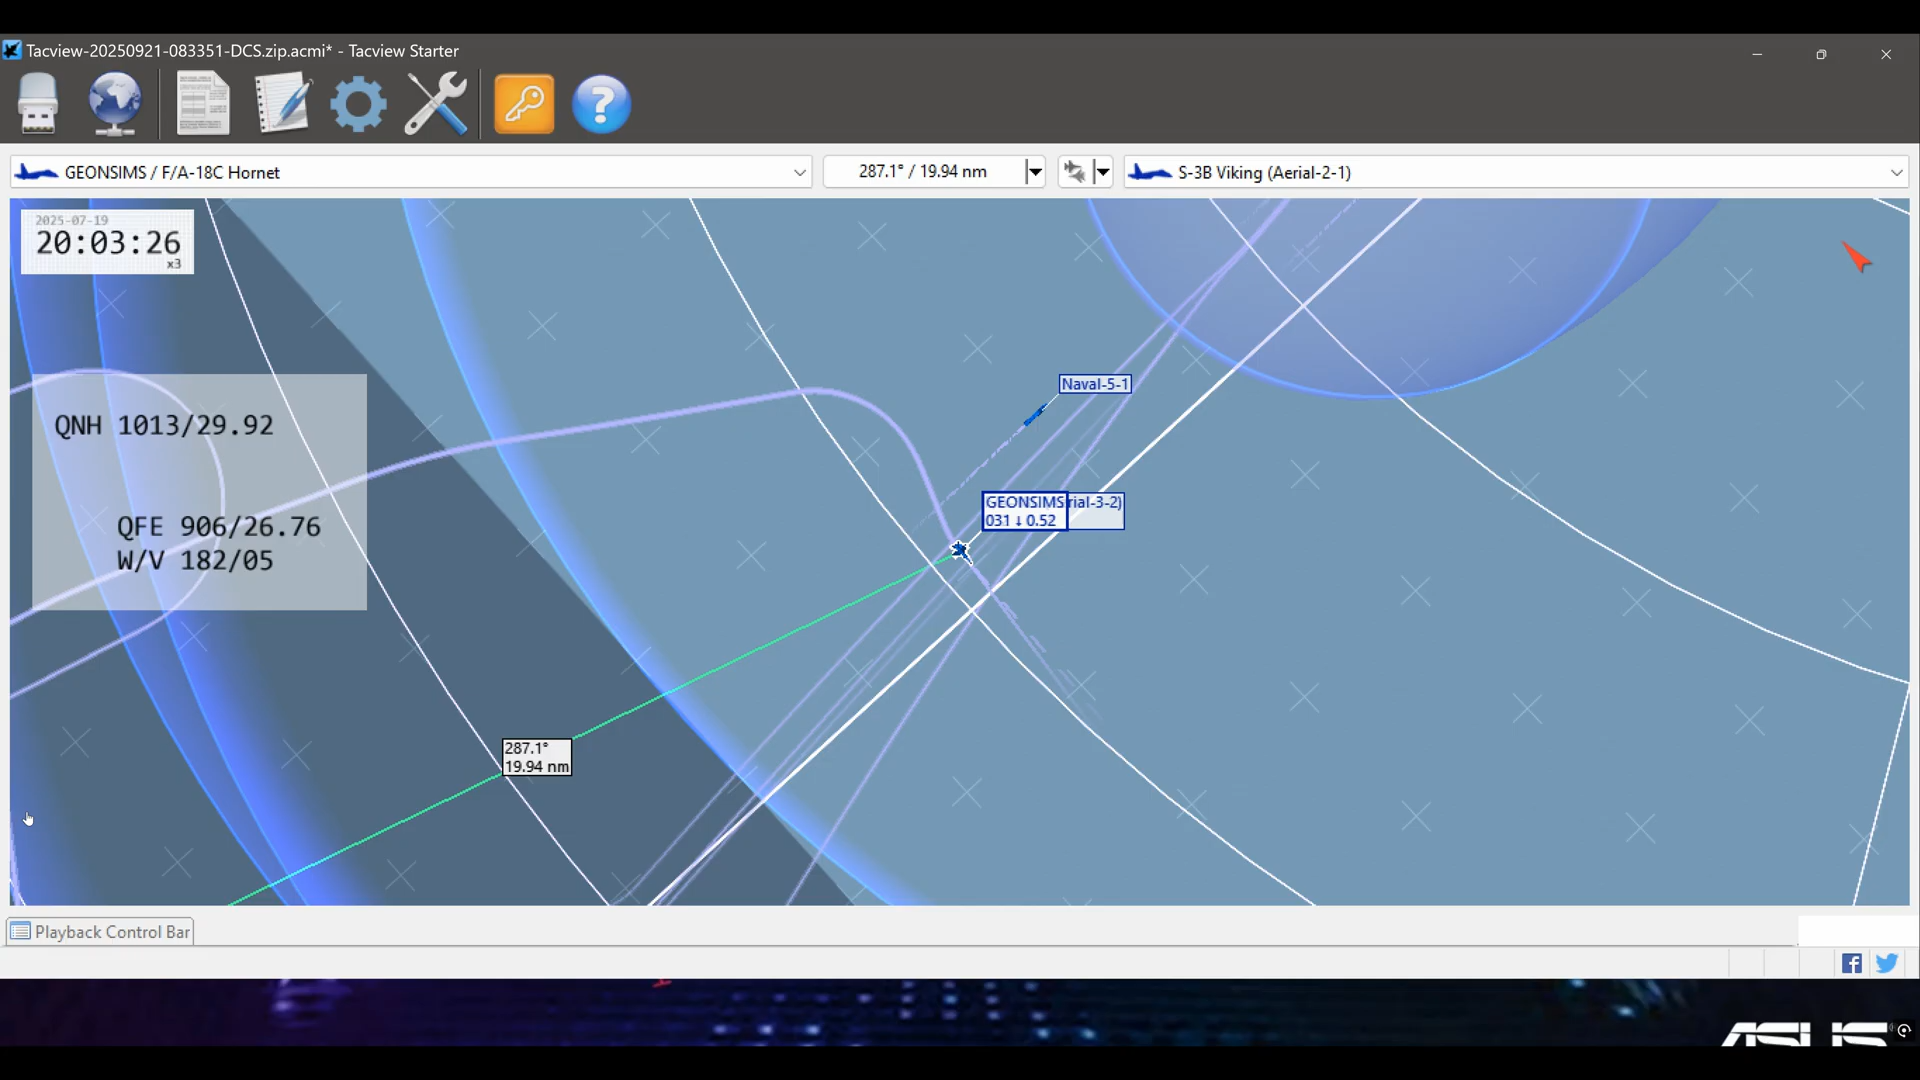 Tacview-20250921-083351-DCS.zip.acmi* - Tacview Starter
GEONSIMS / F/A-18C Hornet
287.1° / 19.94 nm
S-3B Viking (Aerial-2-1)
2025-07-19
20:03:26
x3
Naval-5-1
QNH 1013/29.92
GEONSIMS rial-3-2)
031 ↓ 0.52
QFE 906/26.76
W/V 182/05
287.1°
19.94 nm
Playback Control Bar
ASUS